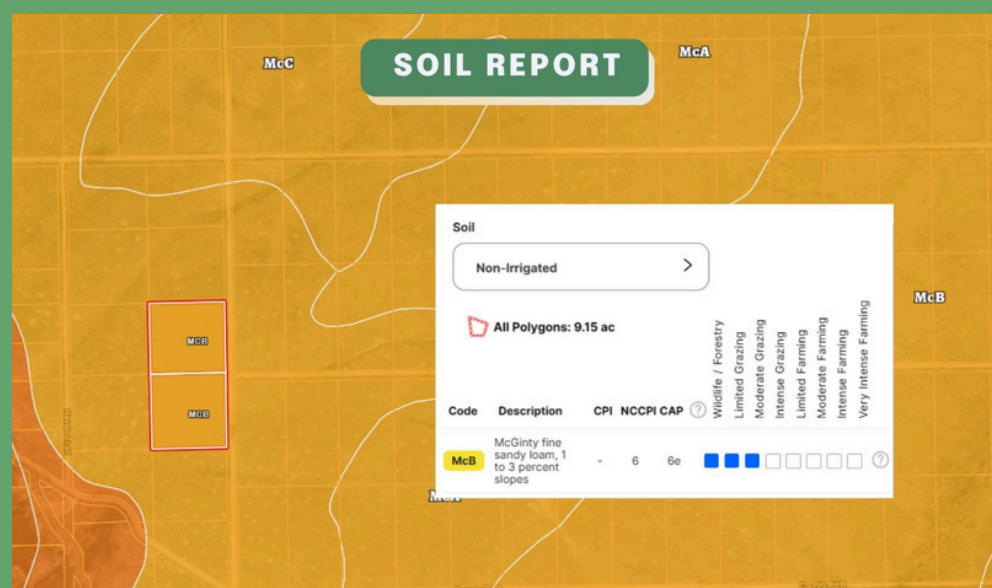 SOIL REPORT
McC
McA
McB
MCB
MCB
Soil
Non-Irrigated
All Polygons: 9.15 ac
Wildlife / Forestry
Limited Grazing
Moderate Grazing
Intense Grazing
Limited Farming
Moderate Farming
Intense Farming
Very Intense Farming
Code Description CPI NCCPI CAP ?
McB McGinty fine - 6 6e ?
sandy loam, 1
to 3 percent
slopes